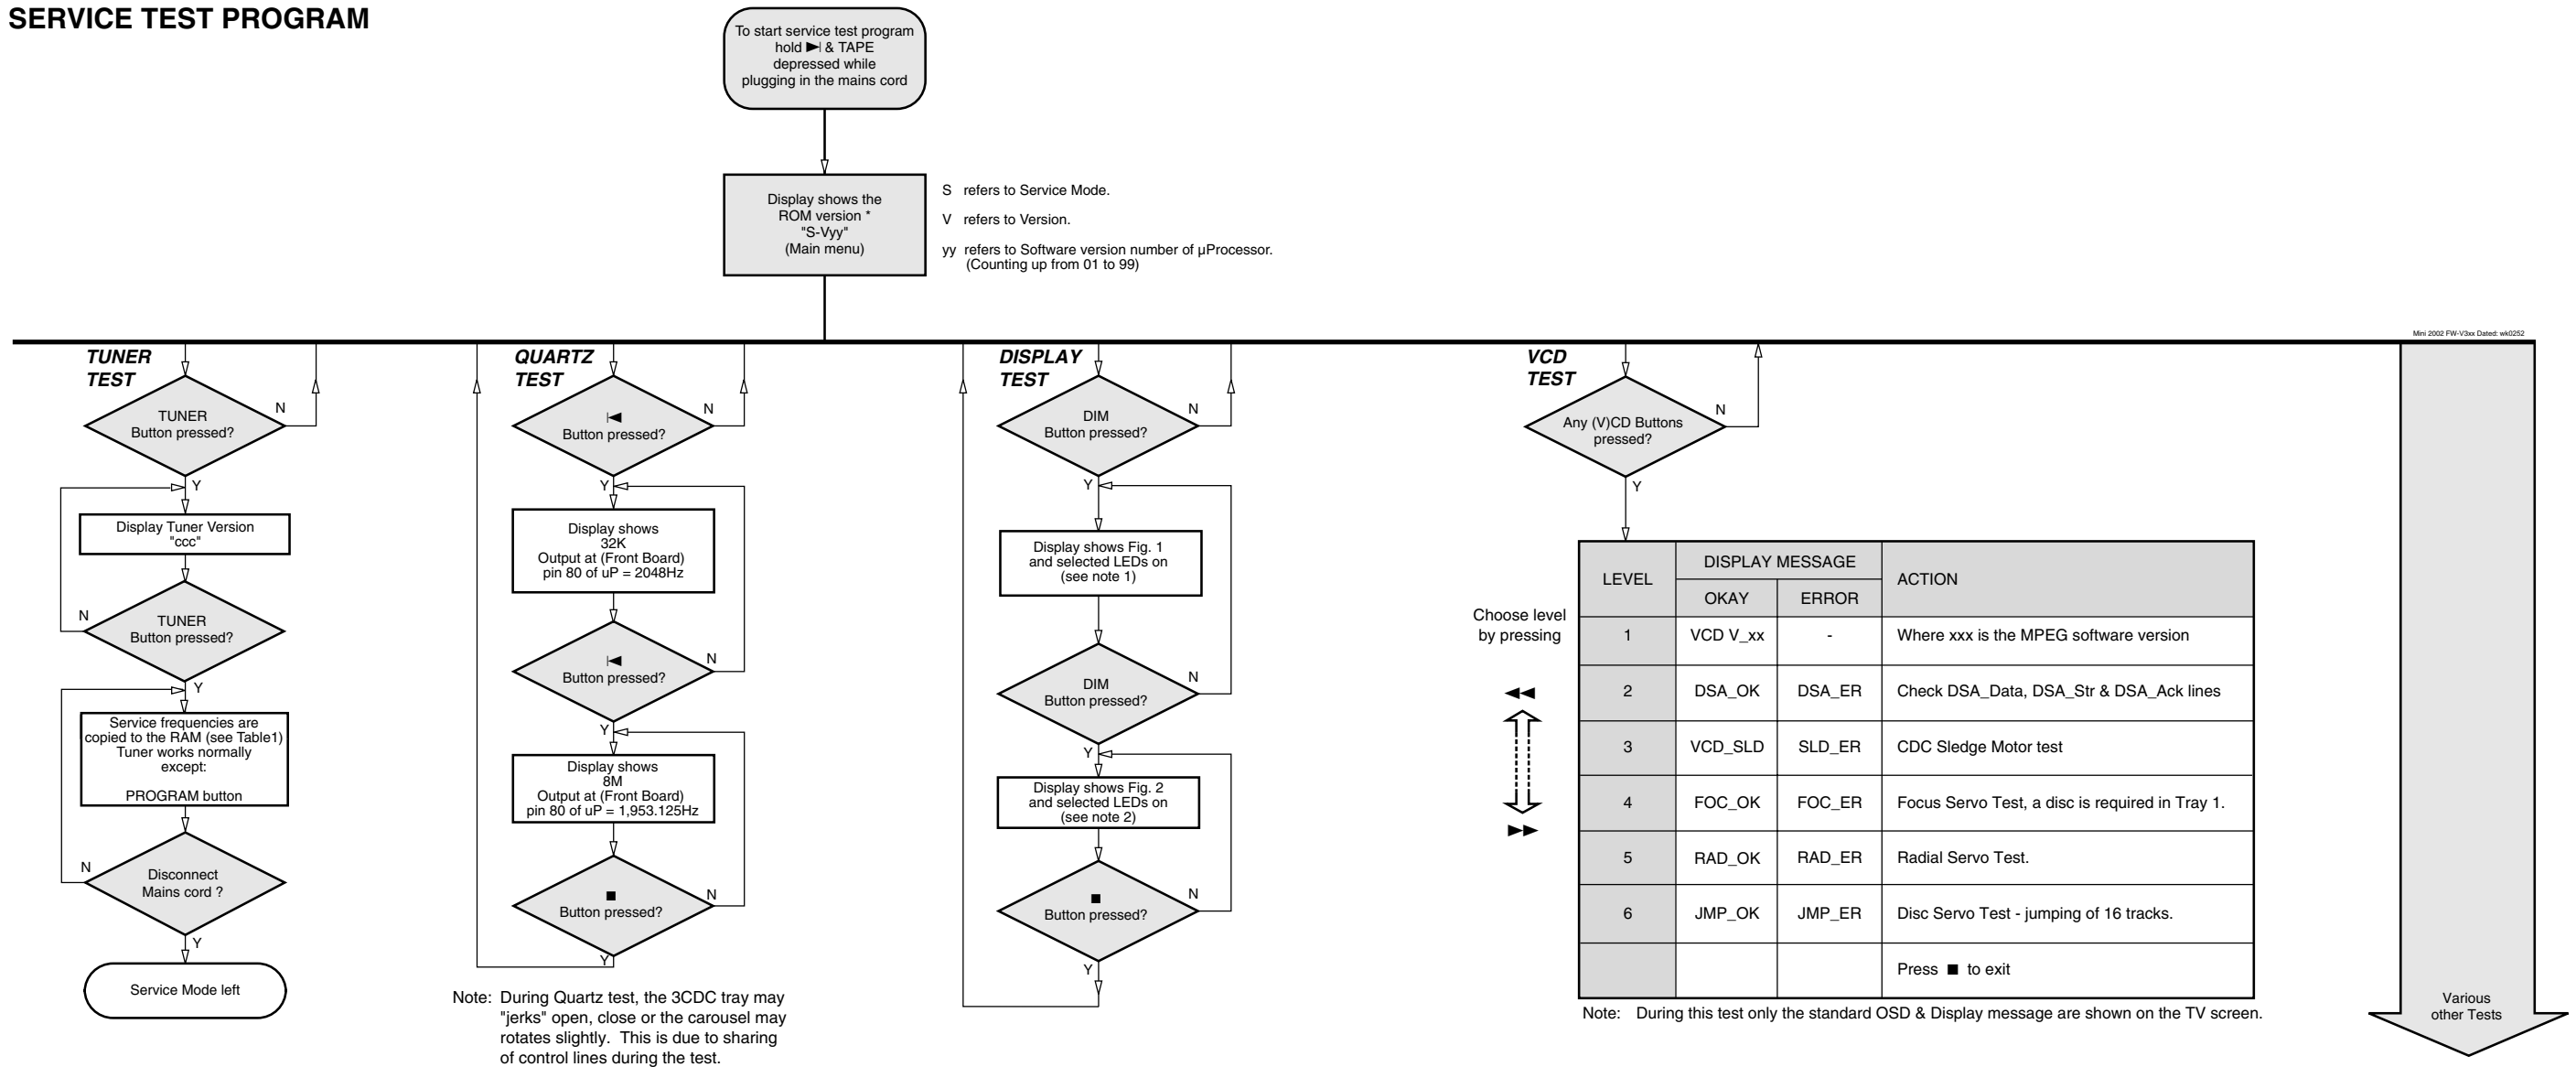 SERVICE TEST PROGRAM
To start service test program
hold ►| & TAPE
depressed while
plugging in the mains cord
Display shows the
ROM version *
"S-Vyy"
(Main menu)
S refers to Service Mode.
V refers to Version.
yy refers to Software version number of µProcessor.
(Counting up from 01 to 99)
Mini 2002 FW-V3xx Dated: wk0252
TUNER
TEST
TUNER
Button pressed?
N
Y
Display Tuner Version
"ccc"
TUNER
Button pressed?
N
Y
Service frequencies are
copied to the RAM (see Table1)
Tuner works normally
except:
PROGRAM button
Disconnect
Mains cord ?
N
Y
Service Mode left
QUARTZ
TEST
|◄
Button pressed?
N
Y
Display shows
32K
Output at (Front Board)
pin 80 of uP = 2048Hz
|◄
Button pressed?
N
Y
Display shows
8M
Output at (Front Board)
pin 80 of uP = 1,953.125Hz
■
Button pressed?
N
Y
Note: During Quartz test, the 3CDC tray may
"jerks" open, close or the carousel may
rotates slightly. This is due to sharing
of control lines during the test.
DISPLAY
TEST
DIM
Button pressed?
N
Y
Display shows Fig. 1
and selected LEDs on
(see note 1)
DIM
Button pressed?
N
Y
Display shows Fig. 2
and selected LEDs on
(see note 2)
■
Button pressed?
N
Y
VCD
TEST
Any (V)CD Buttons
pressed?
N
Y
Choose level
by pressing
◄◄
►►
LEVEL DISPLAY MESSAGE ACTION
OKAY ERROR
1 VCD V_xx - Where xxx is the MPEG software version
2 DSA_OK DSA_ER Check DSA_Data, DSA_Str & DSA_Ack lines
3 VCD_SLD SLD_ER CDC Sledge Motor test
4 FOC_OK FOC_ER Focus Servo Test, a disc is required in Tray 1.
5 RAD_OK RAD_ER Radial Servo Test.
6 JMP_OK JMP_ER Disc Servo Test - jumping of 16 tracks.
Press ■ to exit
Note: During this test only the standard OSD & Display message are shown on the TV screen.
Various
other Tests